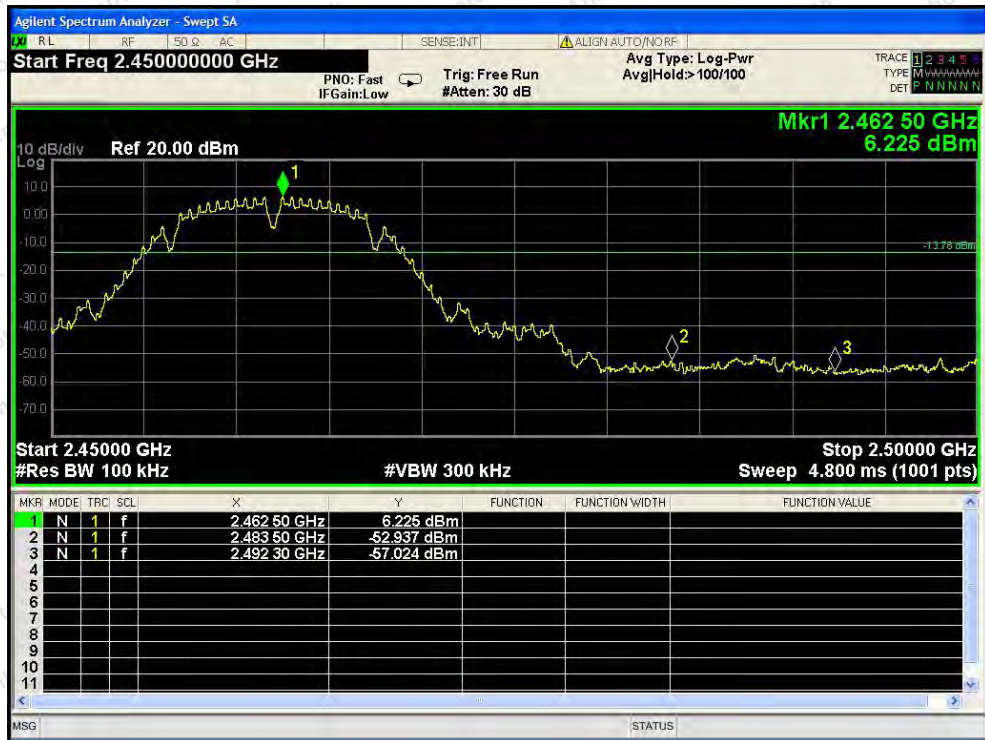 Agilent Spectrum Analyzer - Swept SA
LXI RL RF 50 Ω AC SENSE:INT ALIGN AUTO/NO RF
Start Freq 2.450000000 GHz
PNO: Fast
IFGain:Low
Trig: Free Run
#Atten: 30 dB
Avg Type: Log-Pwr
Avg|Hold:> 100/100
TRACE 1 2 3 4 5 6
TYPE M
DET P N N N N N
Mkr1 2.462 50 GHz
6.225 dBm
10 dB/div Ref 20.00 dBm
Log
10.0
0.00
-10.0
-20.0
-30.0
-40.0
-50.0
-60.0
-70.0
1
-13.78 dBm
2
3
Start 2.45000 GHz Stop 2.50000 GHz
#Res BW 100 kHz #VBW 300 kHz Sweep 4.800 ms (1001 pts)
MKR MODE TRC SCL X Y FUNCTION FUNCTION WIDTH FUNCTION VALUE
1 N 1 f 2.462 50 GHz 6.225 dBm
2 N 1 f 2.483 50 GHz -52.937 dBm
3 N 1 f 2.492 30 GHz -57.024 dBm
4
5
6
7
8
9
10
11
MSG STATUS